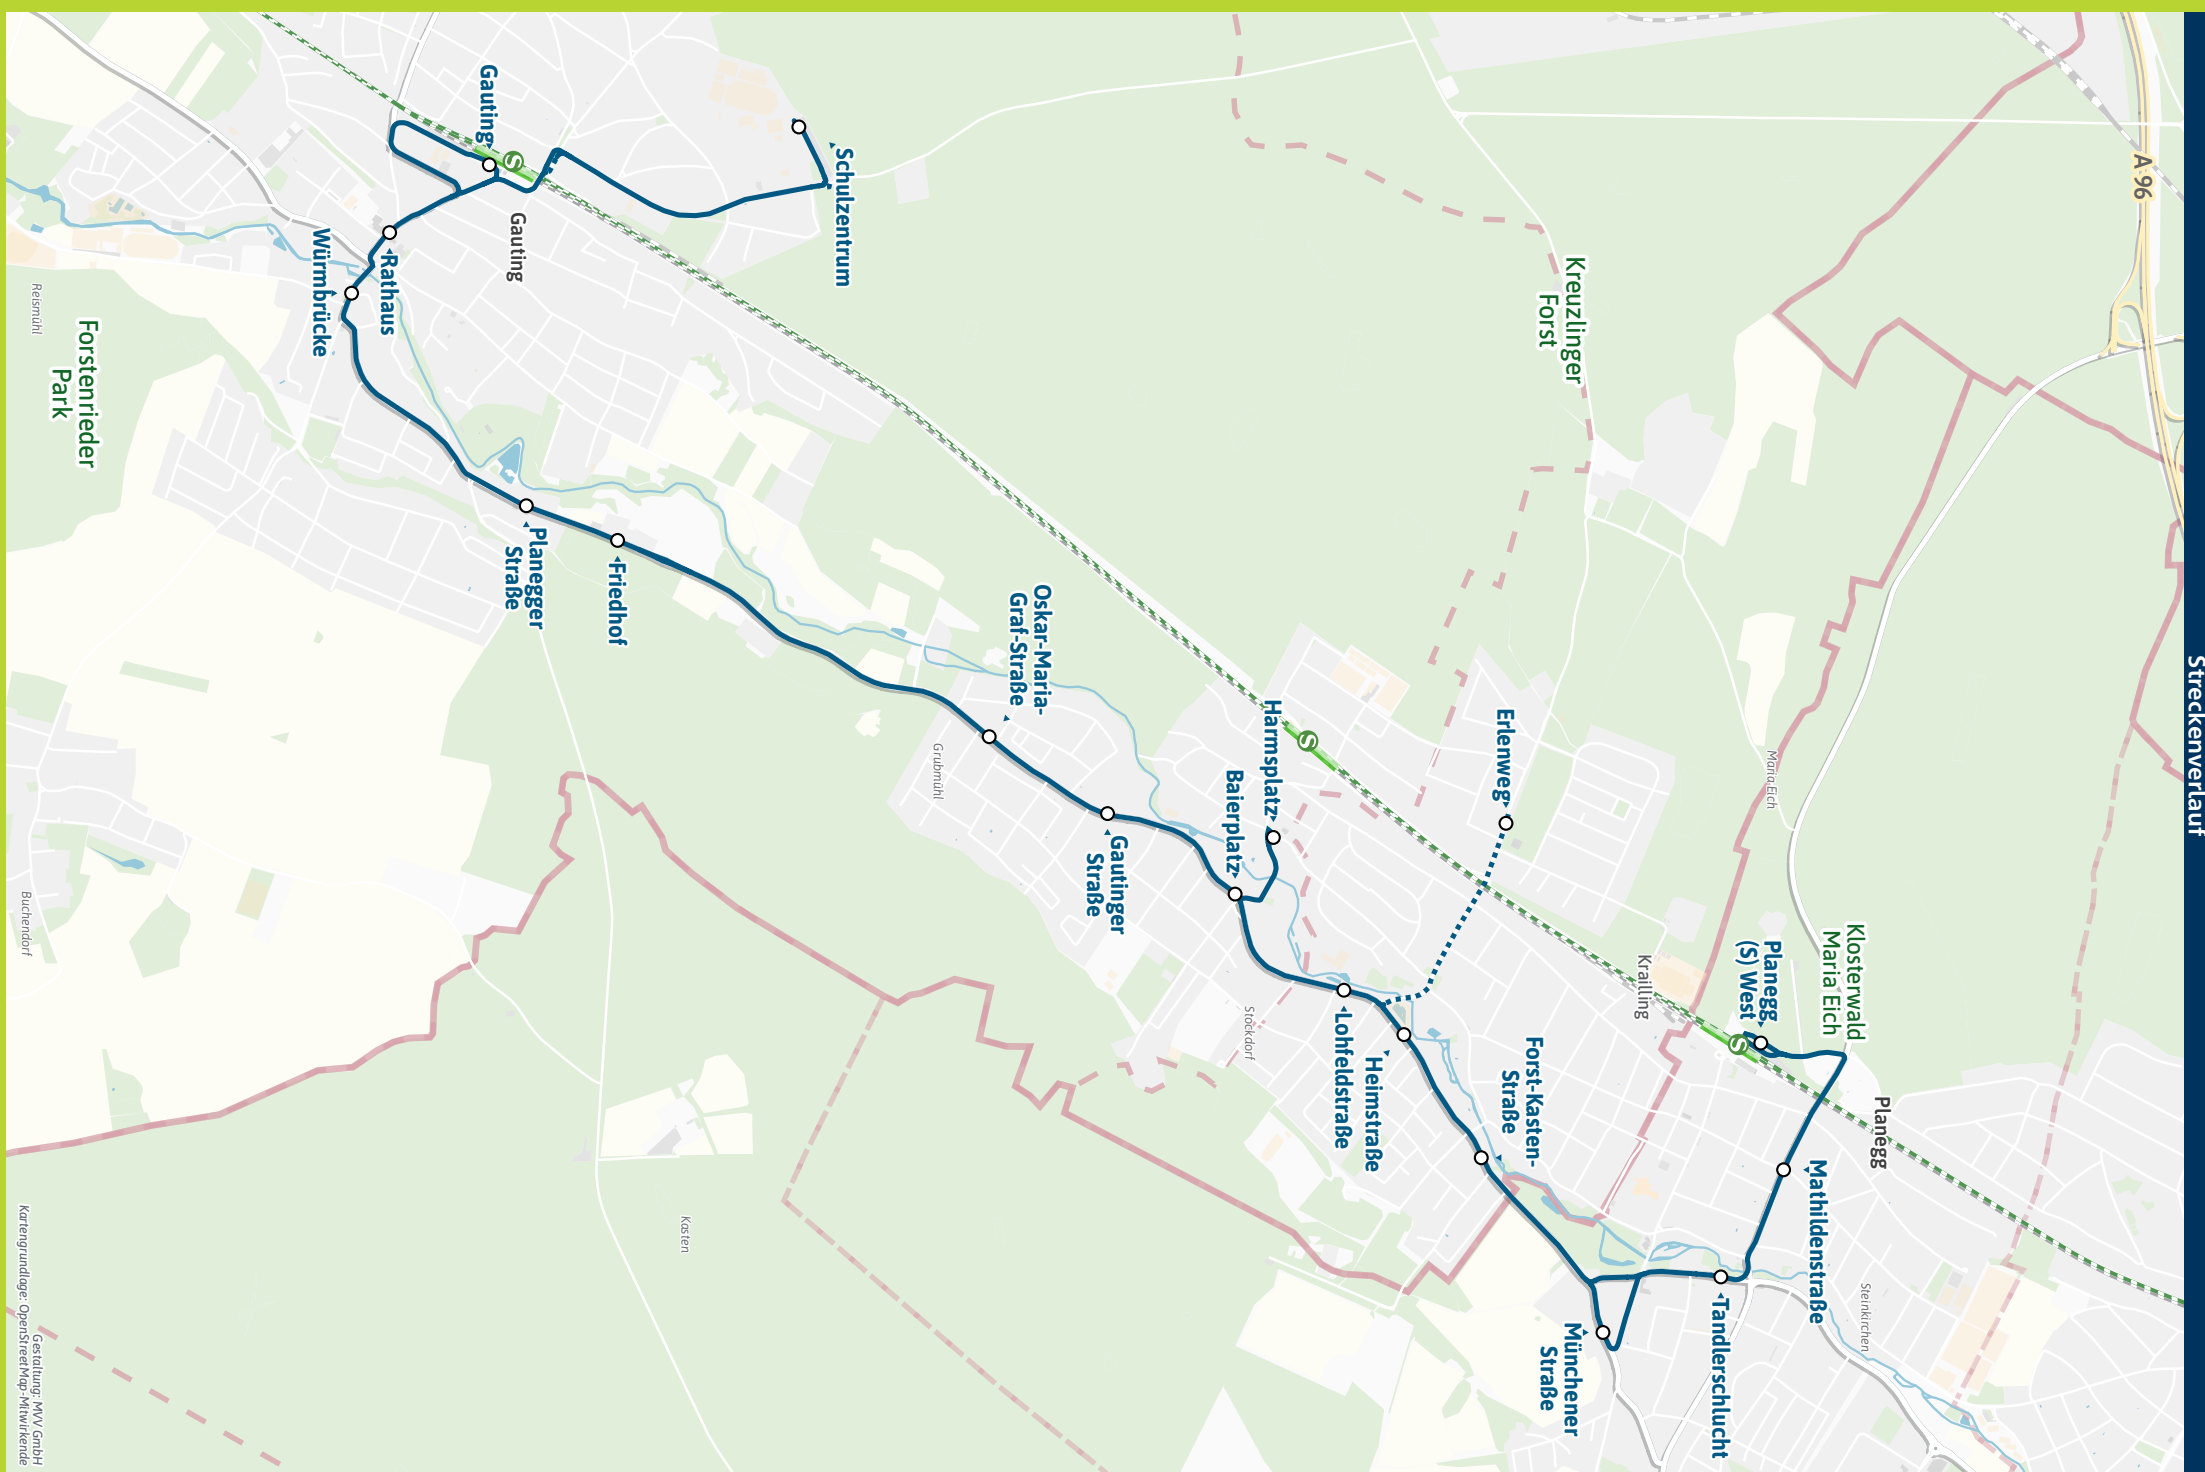 Streckenverlauf
A 96
Kreuzlinger
Forst
Schulzentrum
Gauting
Gauting
Rathaus
Würmbrücke
Reismühl
Forstenrieder
Park
Planegger
Straße
Friedhof
Oskar-Maria-
Graf-Straße
Grubmühl
Gautinger
Straße
Harmsplatz
Baierplatz
Erlenweg
Maria Eich
Buchendorf
Klosterwald
Maria Eich
Planegg
(S) West
Krailling
Stockdorf
Lohfeldstraße
Heimstraße
Forst-Kasten-
Straße
Planegg
Mathildenstraße
Steinkirchen
Tandlerschlucht
Münchener
Straße
Kasten
S
S
S
Gestaltung: MVV GmbH
Kartengrundlage: OpenStreetMap-Mitwirkende